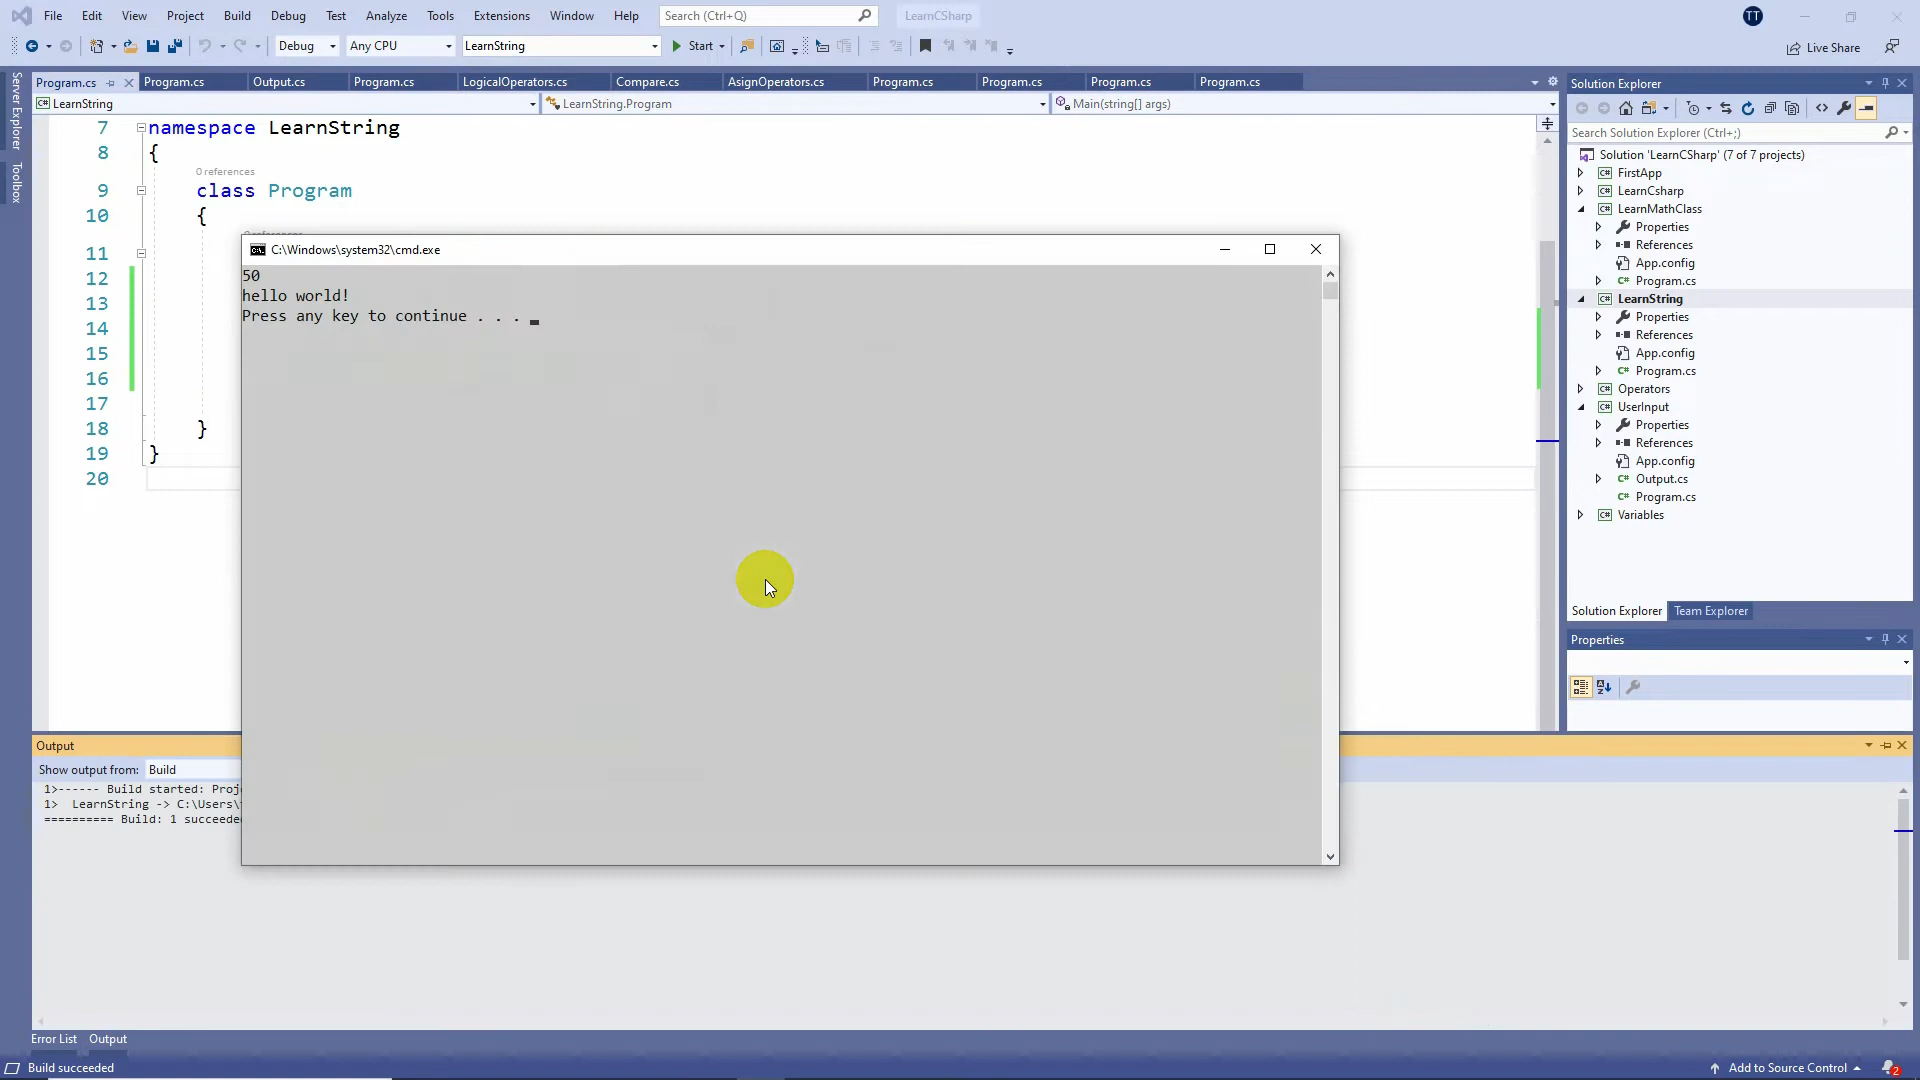 File Edit View Project Build Debug Test Analyze Tools Extensions Window Help Search (Ctrl+Q) LearnCSharp TT
Debug Any CPU LearnString Start Live Share
Program.cs Program.cs Output.cs Program.cs LogicalOperators.cs Compare.cs AsignOperators.cs Program.cs Program.cs Program.cs Program.cs
LearnString LearnString.Program Main(string[] args)
Server Explorer
Toolbox
7 namespace LearnString
8 {
0 references
9 class Program
10 {
11
12
13
14
15
16
17
18 }
19 }
20
C:\Windows\system32\cmd.exe
50
hello world!
Press any key to continue . . .
Solution Explorer
Search Solution Explorer (Ctrl+;)
Solution 'LearnCSharp' (7 of 7 projects)
FirstApp
LearnCsharp
LearnMathClass
Properties
References
App.config
Program.cs
LearnString
Properties
References
App.config
Program.cs
Operators
UserInput
Properties
References
App.config
Output.cs
Program.cs
Variables
Solution Explorer Team Explorer
Properties
Output
Show output from: Build
1>------ Build started: Proj
1> LearnString -> C:\Users\
========== Build: 1 succeede
Error List Output
Build succeeded Add to Source Control 2